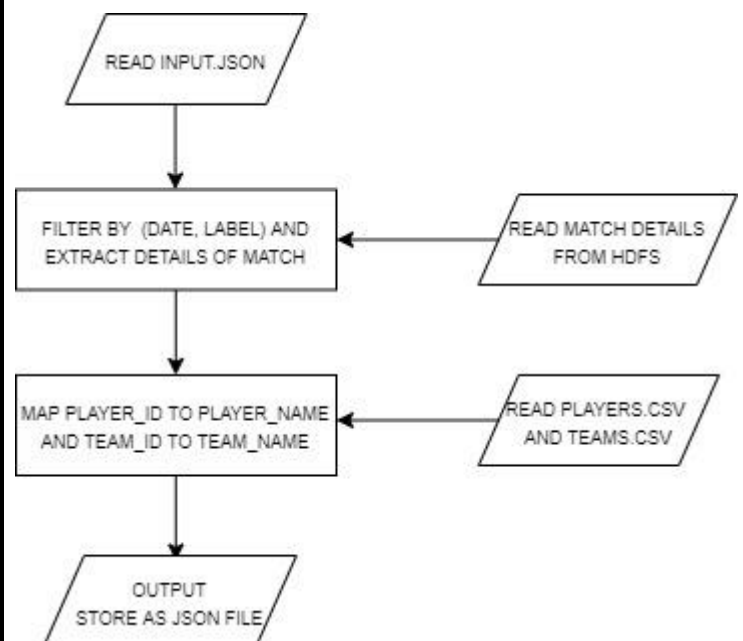 READ INPUT.JSON
FILTER BY (DATE, LABEL) AND
EXTRACT DETAILS OF MATCH
READ MATCH DETAILS
FROM HDFS
MAP PLAYER_ID TO PLAYER_NAME
AND TEAM_ID TO TEAM_NAME
READ PLAYERS.CSV
AND TEAMS.CSV
OUTPUT
STORE AS JSON FILE